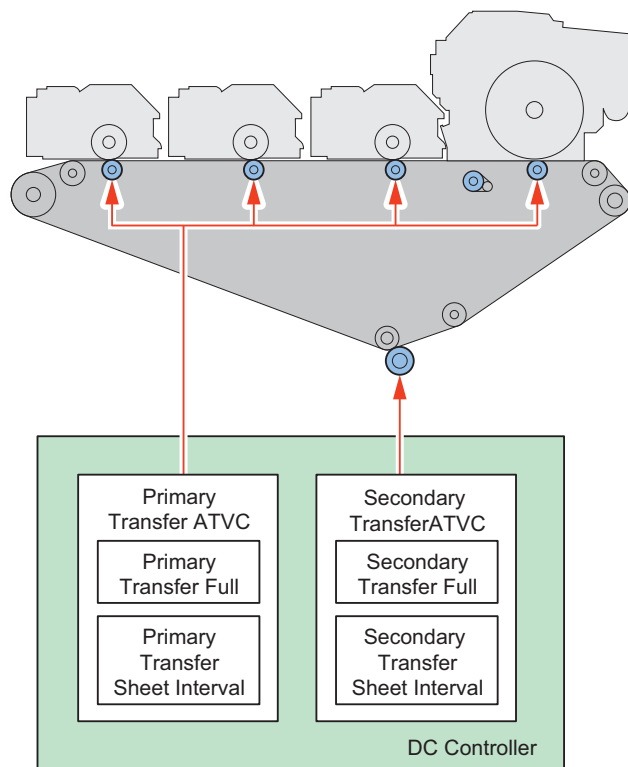 Primary
Transfer ATVC
Primary
Transfer Full
Primary
Transfer
Sheet Interval
Secondary
TransferATVC
Secondary
Transfer Full
Secondary
Transfer
Sheet Interval
DC Controller